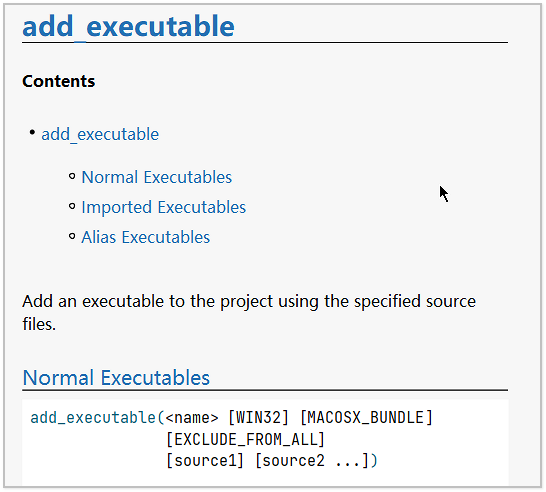 add_executable
Contents
• add_executable
Normal Executables
Imported Executables
Alias Executables
Add an executable to the project using the specified source
files.
Normal Executables
add_executable(<name> [WIN32] [MACOSX_BUNDLE]
[EXCLUDE_FROM_ALL]
[source1] [source2 ...])